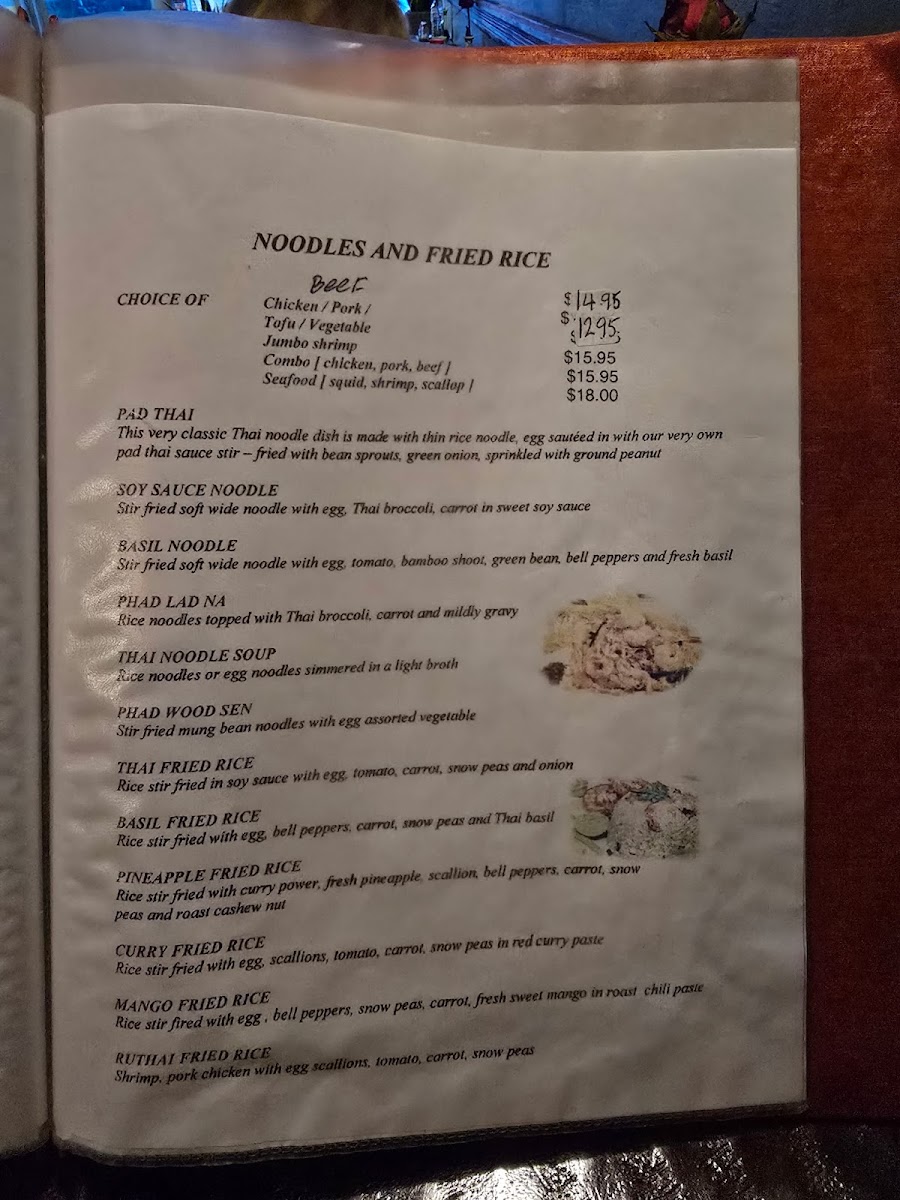 NOODLES AND FRIED RICE
Beef
CHOICE OF Chicken / Pork / $ 14.95
Tofu / Vegetable $ 12.95
Jumbo shrimp $15.95
Combo [ chicken, pork, beef ] $15.95
Seafood [ squid, shrimp, scallop ] $18.00
PAD THAI
This very classic Thai noodle dish is made with thin rice noodle, egg sautéed in with our very own
pad thai sauce stir – fried with bean sprouts, green onion, sprinkled with ground peanut
SOY SAUCE NOODLE
Stir fried soft wide noodle with egg, Thai broccoli, carrot in sweet soy sauce
BASIL NOODLE
Stir fried soft wide noodle with egg, tomato, bamboo shoot, green bean, bell peppers and fresh basil
PHAD LAD NA
Rice noodles topped with Thai broccoli, carrot and mildly gravy
THAI NOODLE SOUP
Rice noodles or egg noodles simmered in a light broth
PHAD WOOD SEN
Stir fried mung bean noodles with egg assorted vegetable
THAI FRIED RICE
Rice stir fried in soy sauce with egg, tomato, carrot, snow peas and onion
BASIL FRIED RICE
Rice stir fried with egg, bell peppers, carrot, snow peas and Thai basil
PINEAPPLE FRIED RICE
Rice stir fried with curry power, fresh pineapple, scallion, bell peppers, carrot, snow
peas and roast cashew nut
CURRY FRIED RICE
Rice stir fried with egg, scallions, tomato, carrot, snow peas in red curry paste
MANGO FRIED RICE
Rice stir fired with egg , bell peppers, snow peas, carrot, fresh sweet mango in roast chili paste
RUTHAI FRIED RICE
Shrimp, pork chicken with egg scallions, tomato, carrot, snow peas